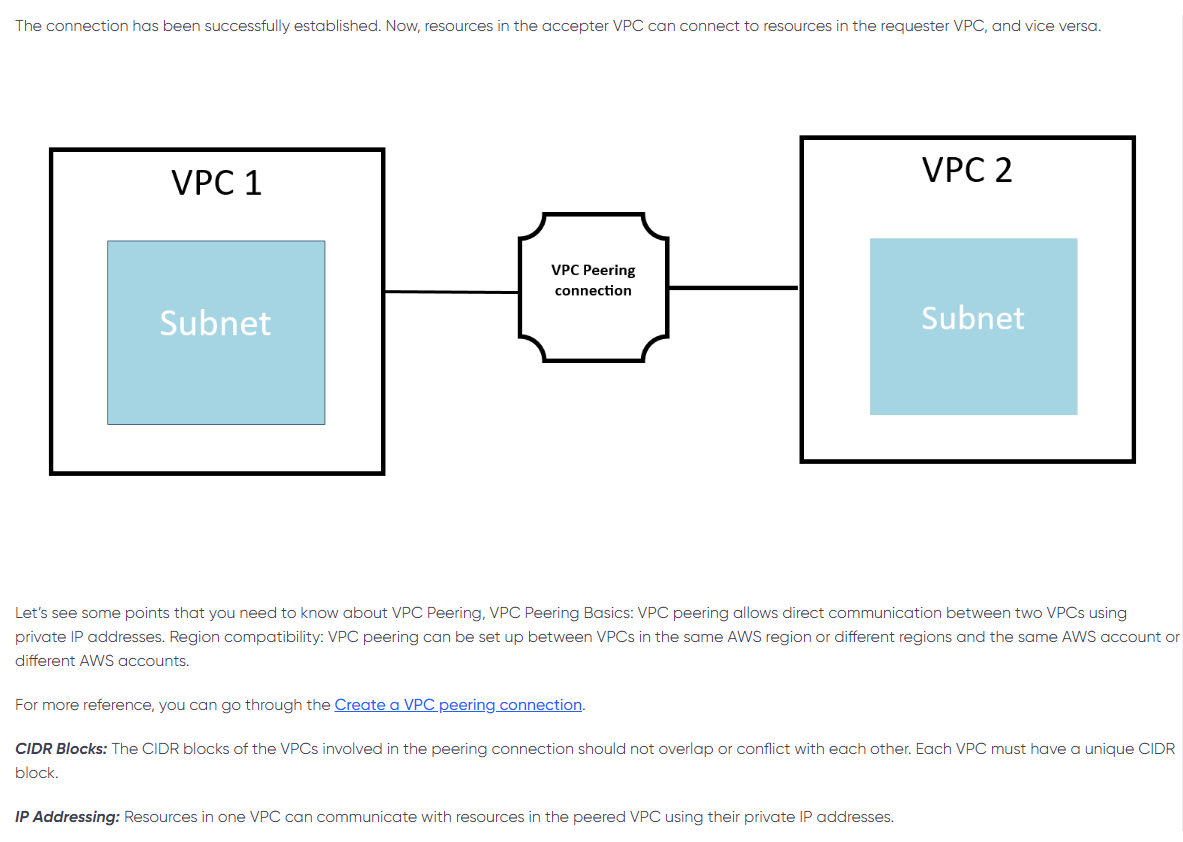 The connection has been successfully established. Now, resources in the accepter VPC can connect to resources in the requester VPC, and vice versa.
VPC 1
Subnet
VPC Peering
connection
VPC 2
Subnet
Let's see some points that you need to know about VPC Peering, VPC Peering Basics: VPC peering allows direct communication between two VPCs using
private IP addresses. Region compatibility: VPC peering can be set up between VPCs in the same AWS region or different regions and the same AWS account or
different AWS accounts.
For more reference, you can go through the Create a VPC peering connection.
CIDR Blocks: The CIDR blocks of the VPCs involved in the peering connection should not overlap or conflict with each other. Each VPC must have a unique CIDR
block.
IP Addressing: Resources in one VPC can communicate with resources in the peered VPC using their private IP addresses.